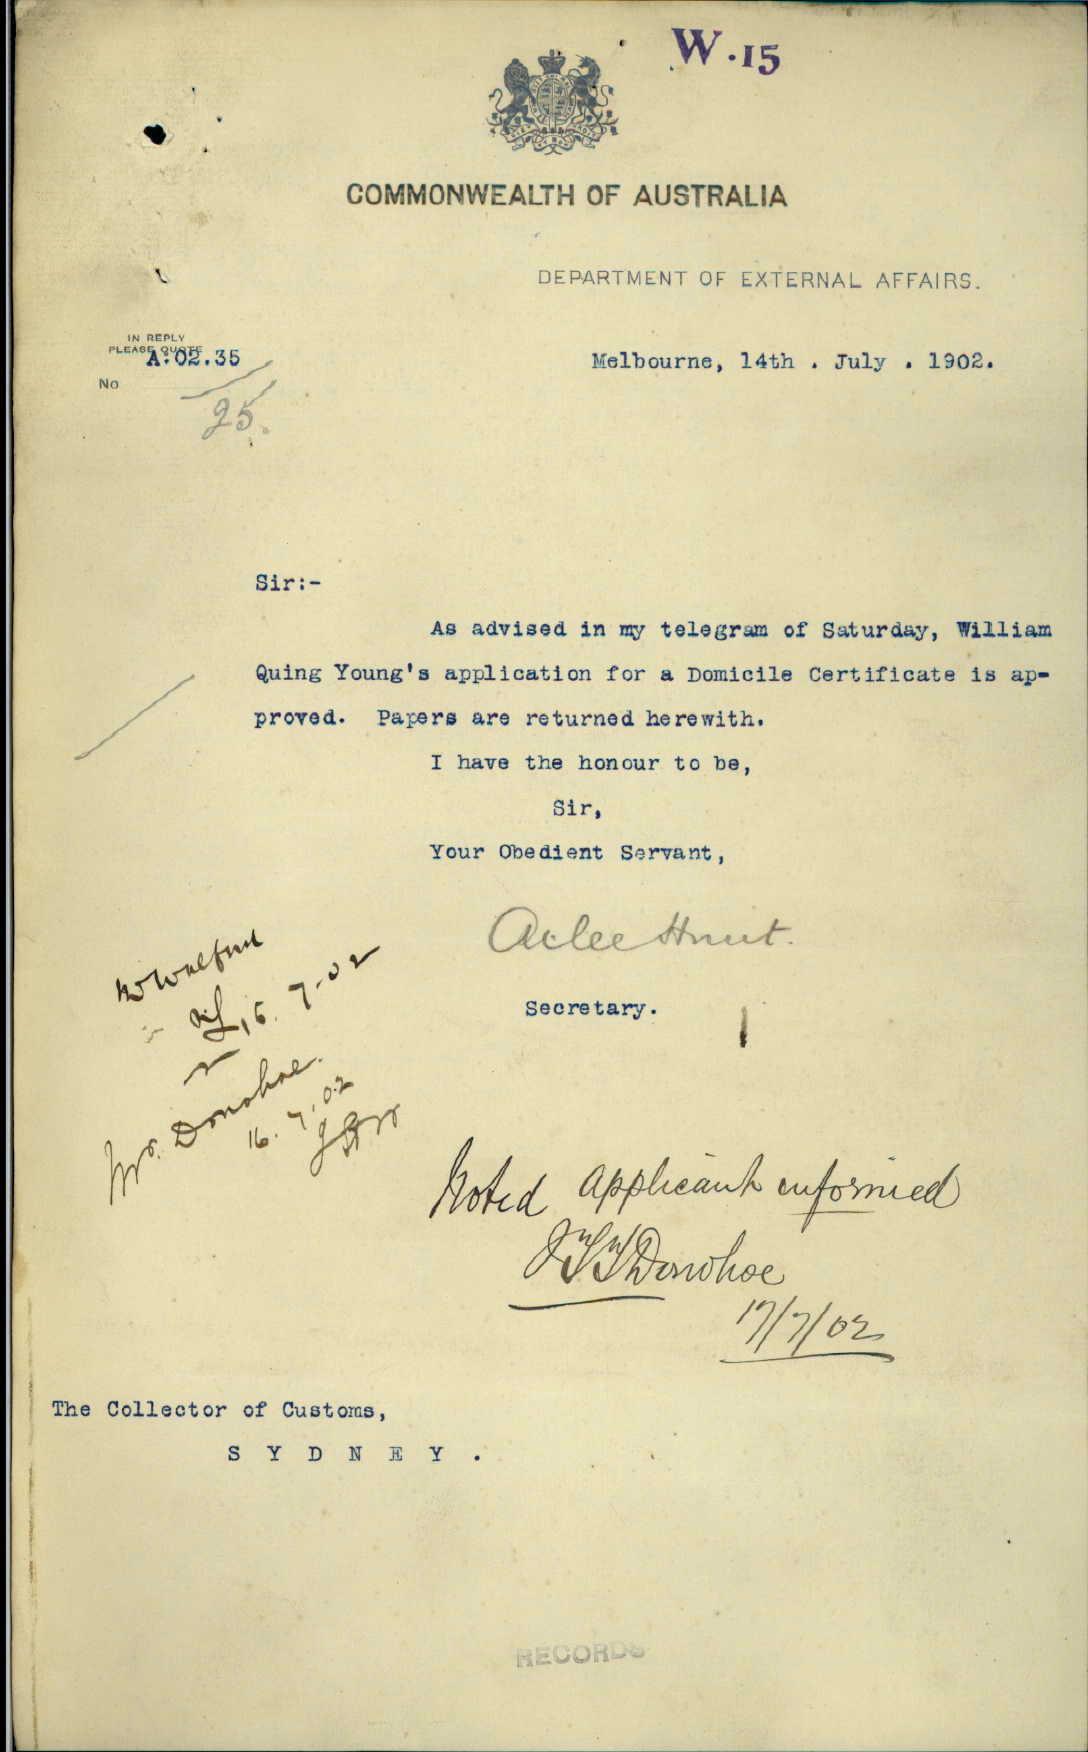 W.15
COMMONWEALTH OF AUSTRALIA
DEPARTMENT OF EXTERNAL AFFAIRS.
IN REPLY
PLEASE QUOTE
A:02.35
No
25.
Melbourne, 14th . July . 1902.
Sir:-
As advised in my telegram of Saturday, William
Quing Young's application for a Domicile Certificate is ap-
proved. Papers are returned herewith.
I have the honour to be,
Sir,
Your Obedient Servant,
Atlee Hunt.
Secretary.
15.7.02
Mr. Donohoe.
16.7.02
Noted applicant informed
JTT Donohoe
17/7/02
The Collector of Customs,
S Y D N E Y .
RECORDS